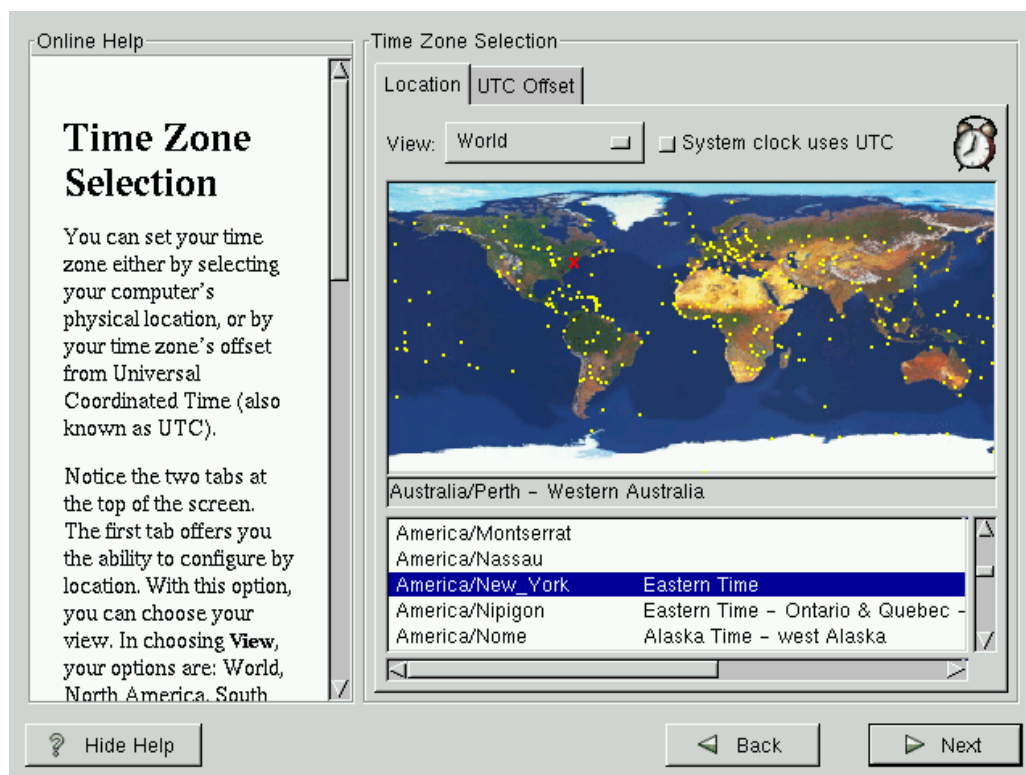 Online Help
Time Zone
Selection
You can set your time
zone either by selecting
your computer's
physical location, or by
your time zone's offset
from Universal
Coordinated Time (also
known as UTC).
Notice the two tabs at
the top of the screen.
The first tab offers you
the ability to configure by
location. With this option,
you can choose your
view. In choosing View,
your options are: World,
North America, South
Time Zone Selection
Location UTC Offset
View: World System clock uses UTC
Australia/Perth - Western Australia
America/Montserrat
America/Nassau
America/New_York Eastern Time
America/Nipigon Eastern Time - Ontario & Quebec -
America/Nome Alaska Time - west Alaska
Hide Help
Back
Next